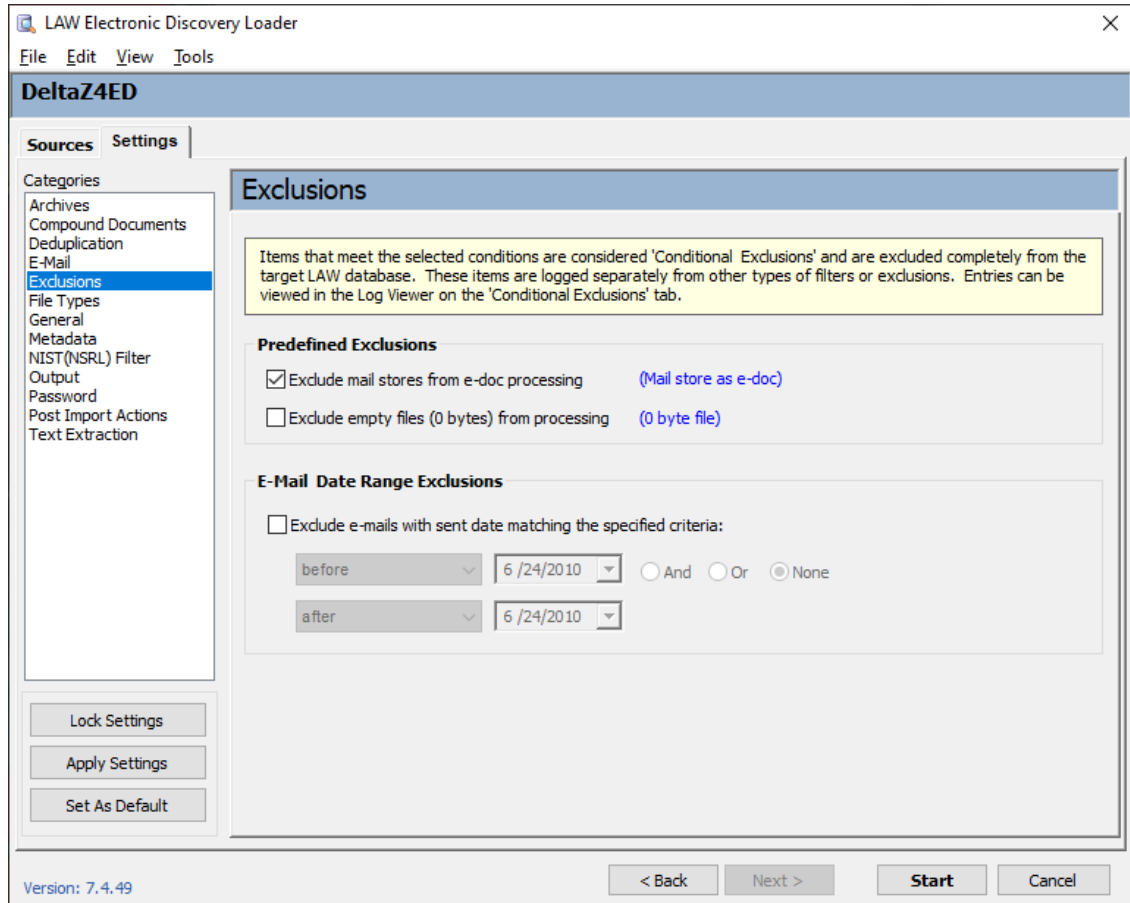 LAW Electronic Discovery Loader
File Edit View Tools
DeltaZ4ED
Sources Settings
Categories
Archives
Compound Documents
Deduplication
E-Mail
Exclusions
File Types
General
Metadata
NIST(NSRL) Filter
Output
Password
Post Import Actions
Text Extraction
Lock Settings
Apply Settings
Set As Default
Exclusions
Items that meet the selected conditions are considered 'Conditional Exclusions' and are excluded completely from the
target LAW database. These items are logged separately from other types of filters or exclusions. Entries can be
viewed in the Log Viewer on the 'Conditional Exclusions' tab.
Predefined Exclusions
Exclude mail stores from e-doc processing (Mail store as e-doc)
Exclude empty files (0 bytes) from processing (0 byte file)
E-Mail Date Range Exclusions
Exclude e-mails with sent date matching the specified criteria:
before 6 /24/2010 And Or None
after 6 /24/2010
Version: 7.4.49
< Back Next > Start Cancel